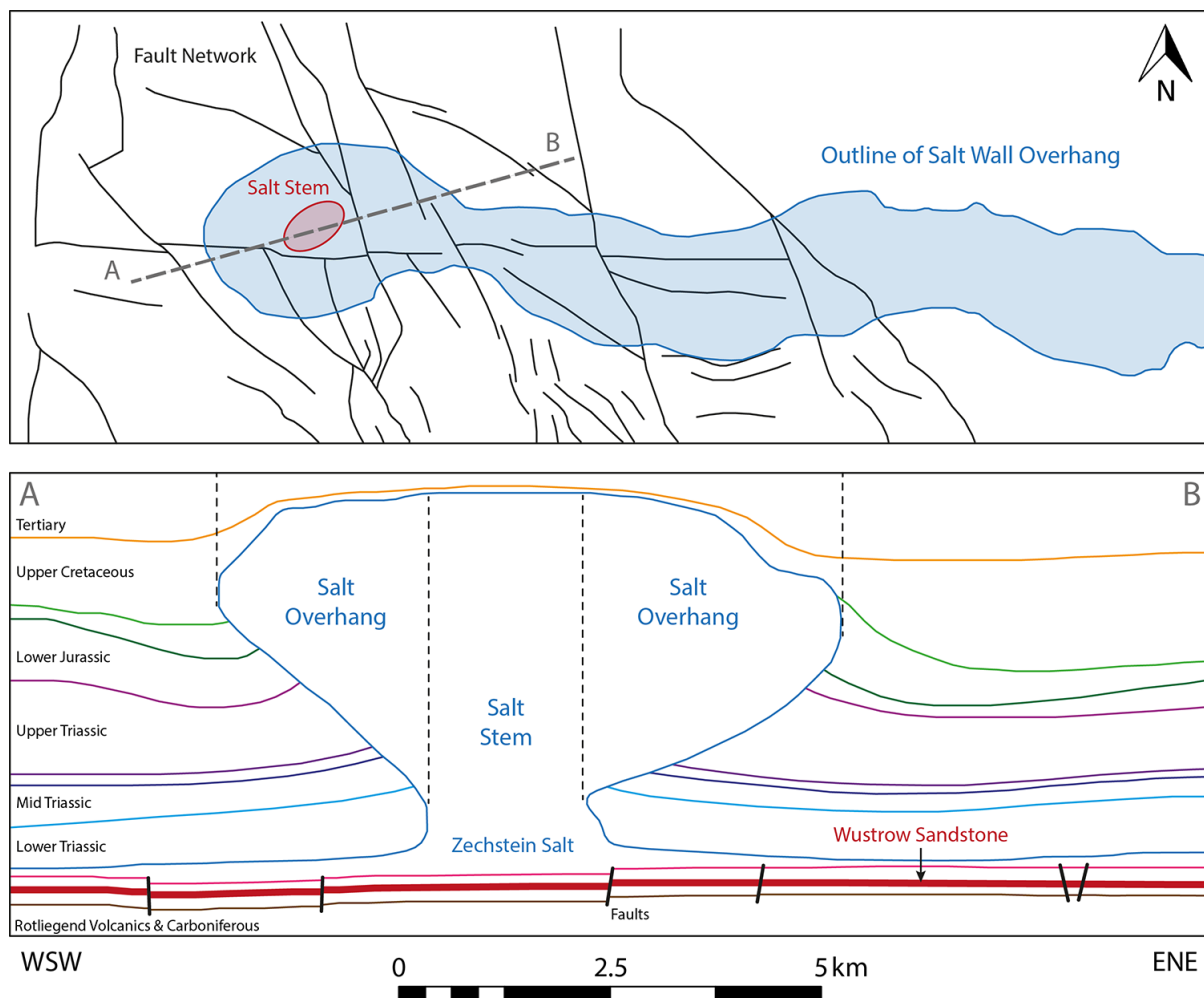 Fault Network
N
B
Outline of Salt Wall Overhang
Salt Stem
A
A
B
Tertiary
Upper Cretaceous
Salt
Overhang
Salt
Overhang
Lower Jurassic
Salt
Stem
Upper Triassic
Mid Triassic
Lower Triassic
Zechstein Salt
Wustrow Sandstone
Faults
Rotliegend Volcanics & Carboniferous
WSW
0
2.5
5 km
ENE